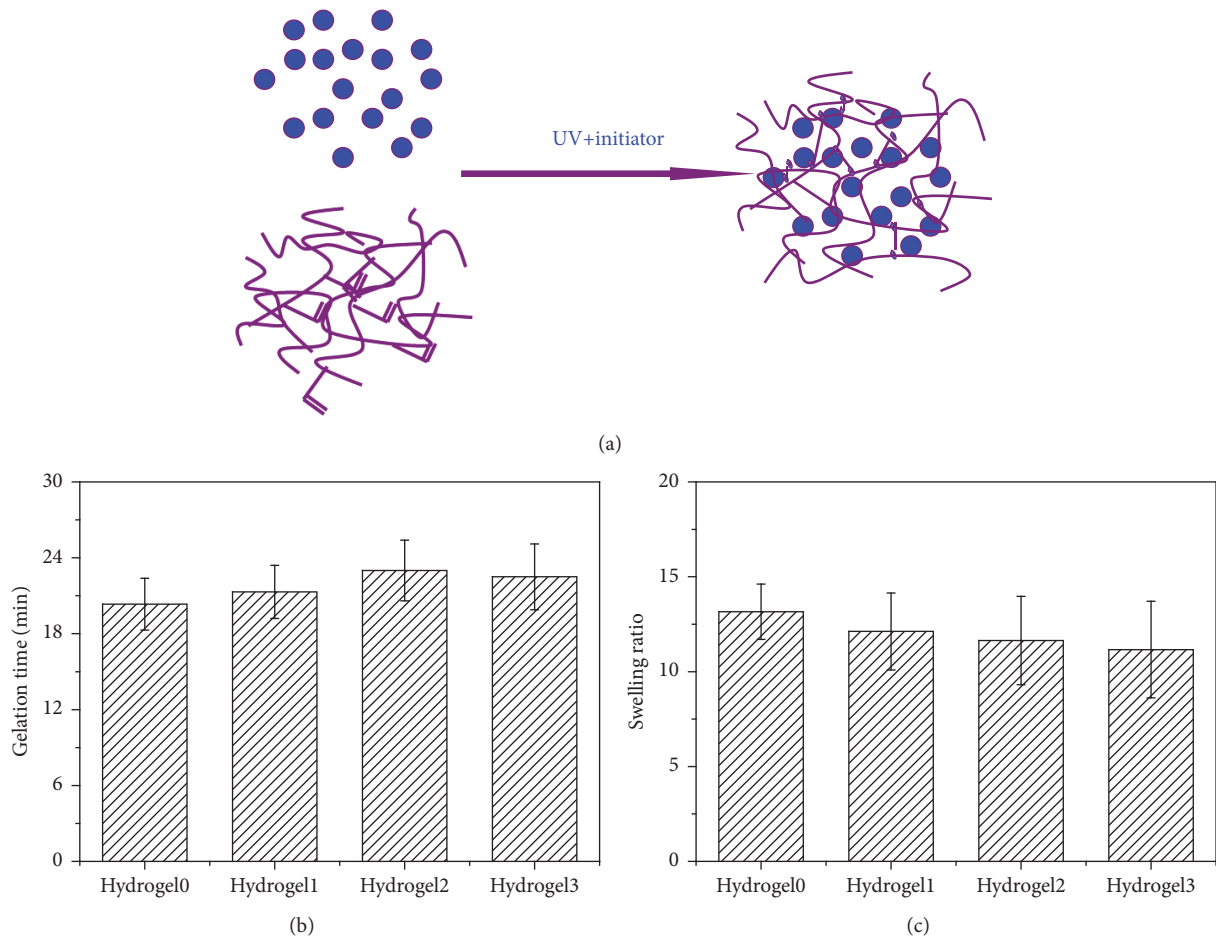 UV+initiator
(a)
30
24
18
12
6
0
Gelation time (min)
Hydrogel0 Hydrogel1 Hydrogel2 Hydrogel3
(b)
20
15
10
5
0
Swelling ratio
Hydrogel0 Hydrogel1 Hydrogel2 Hydrogel3
(c)